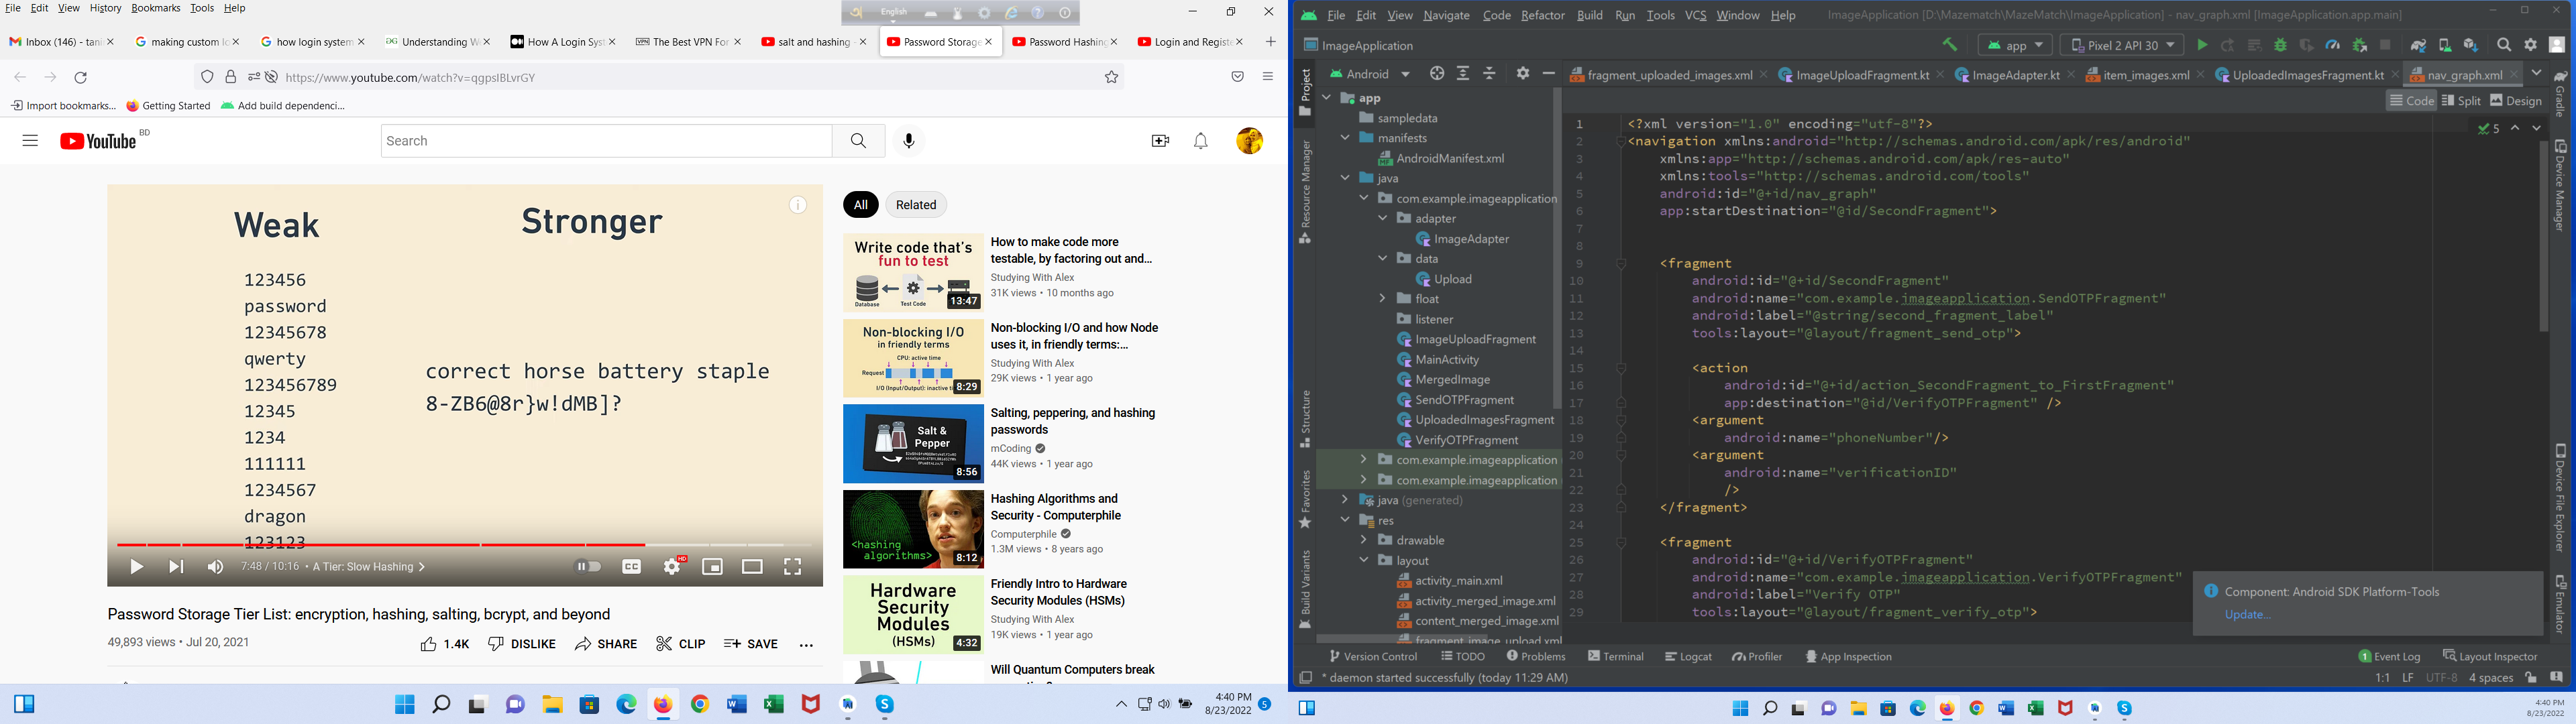 File Edit View History Bookmarks Tools Help
English
Inbox (146) - tani
making custom lo
how login system
Understanding W
How A Login Syst
The Best VPN For
salt and hashing -
Password Storage
Password Hashing
Login and Registe
https://www.youtube.com/watch?v=qgpsIBLvrGY
Import bookmarks... Getting Started Add build dependenci...
YouTube BD
Search
Weak
Stronger
123456
password
12345678
qwerty
123456789
12345
1234
111111
1234567
dragon
123123
correct horse battery staple
8-ZB6@8r}w!dMB]?
7:48 / 10:16 • A Tier: Slow Hashing
CC
HD
Password Storage Tier List: encryption, hashing, salting, bcrypt, and beyond
49,893 views • Jul 20, 2021
1.4K DISLIKE SHARE CLIP SAVE ...
All Related
Write code that's
fun to test
Database
Test Code
13:47
How to make code more
testable, by factoring out and...
Studying With Alex
31K views • 10 months ago
Non-blocking I/O
in friendly terms
CPU: active time
Request
I/O (Input/Output): inactive
8:29
Non-blocking I/O and how Node
uses it, in friendly terms:...
Studying With Alex
29K views • 1 year ago
Salt &
Pepper
8:56
Salting, peppering, and hashing
passwords
mCoding
44K views • 1 year ago
<hashing
algorithms>
8:12
Hashing Algorithms and
Security - Computerphile
Computerphile
1.3M views • 8 years ago
Hardware
Security
Modules
(HSMs)
4:32
Friendly Intro to Hardware
Security Modules (HSMs)
Studying With Alex
19K views • 1 year ago
Will Quantum Computers break
4:40 PM
8/23/2022
5
File Edit View Navigate Code Refactor Build Run Tools VCS Window Help
ImageApplication [D:\Mazematch\MazeMatch\ImageApplication] - nav_graph.xml [ImageApplication.app.main]
ImageApplication
app
Pixel 2 API 30
Android
fragment_uploaded_images.xml
ImageUploadFragment.kt
ImageAdapter.kt
item_images.xml
UploadedImagesFragment.kt
nav_graph.xml
Code Split Design
Project
Resource Manager
Structure
Favorites
Build Variants
app
sampledata
manifests
AndroidManifest.xml
java
com.example.imageapplication
adapter
ImageAdapter
data
Upload
float
listener
ImageUploadFragment
MainActivity
MergedImage
SendOTPFragment
UploadedImagesFragment
VerifyOTPFragment
com.example.imageapplication
com.example.imageapplication
java (generated)
res
drawable
layout
activity_main.xml
activity_merged_image.xml
content_merged_image.xml
fragment_image_upload.xml
5
1 <?xml version="1.0" encoding="utf-8"?>
2 <navigation xmlns:android="http://schemas.android.com/apk/res/android"
3 xmlns:app="http://schemas.android.com/apk/res-auto"
4 xmlns:tools="http://schemas.android.com/tools"
5 android:id="@+id/nav_graph"
6 app:startDestination="@id/SecondFragment">
7
8
9 <fragment
10 android:id="@+id/SecondFragment"
11 android:name="com.example.imageapplication.SendOTPFragment"
12 android:label="@string/second_fragment_label"
13 tools:layout="@layout/fragment_send_otp">
14
15 <action
16 android:id="@+id/action_SecondFragment_to_FirstFragment"
17 app:destination="@id/VerifyOTPFragment" />
18 <argument
19 android:name="phoneNumber"/>
20 <argument
21 android:name="verificationID"
22 />
23 </fragment>
24
25 <fragment
26 android:id="@+id/VerifyOTPFragment"
27 android:name="com.example.imageapplication.VerifyOTPFragment"
28 android:label="Verify OTP"
29 tools:layout="@layout/fragment_verify_otp">
Component: Android SDK Platform-Tools
Update...
Gradle
Device Manager
Device File Explorer
Emulator
Version Control TODO Problems Terminal Logcat Profiler App Inspection
1 Event Log Layout Inspector
* daemon started successfully (today 11:29 AM)
1:1 LF UTF-8 4 spaces
4:40 PM
8/23/2022